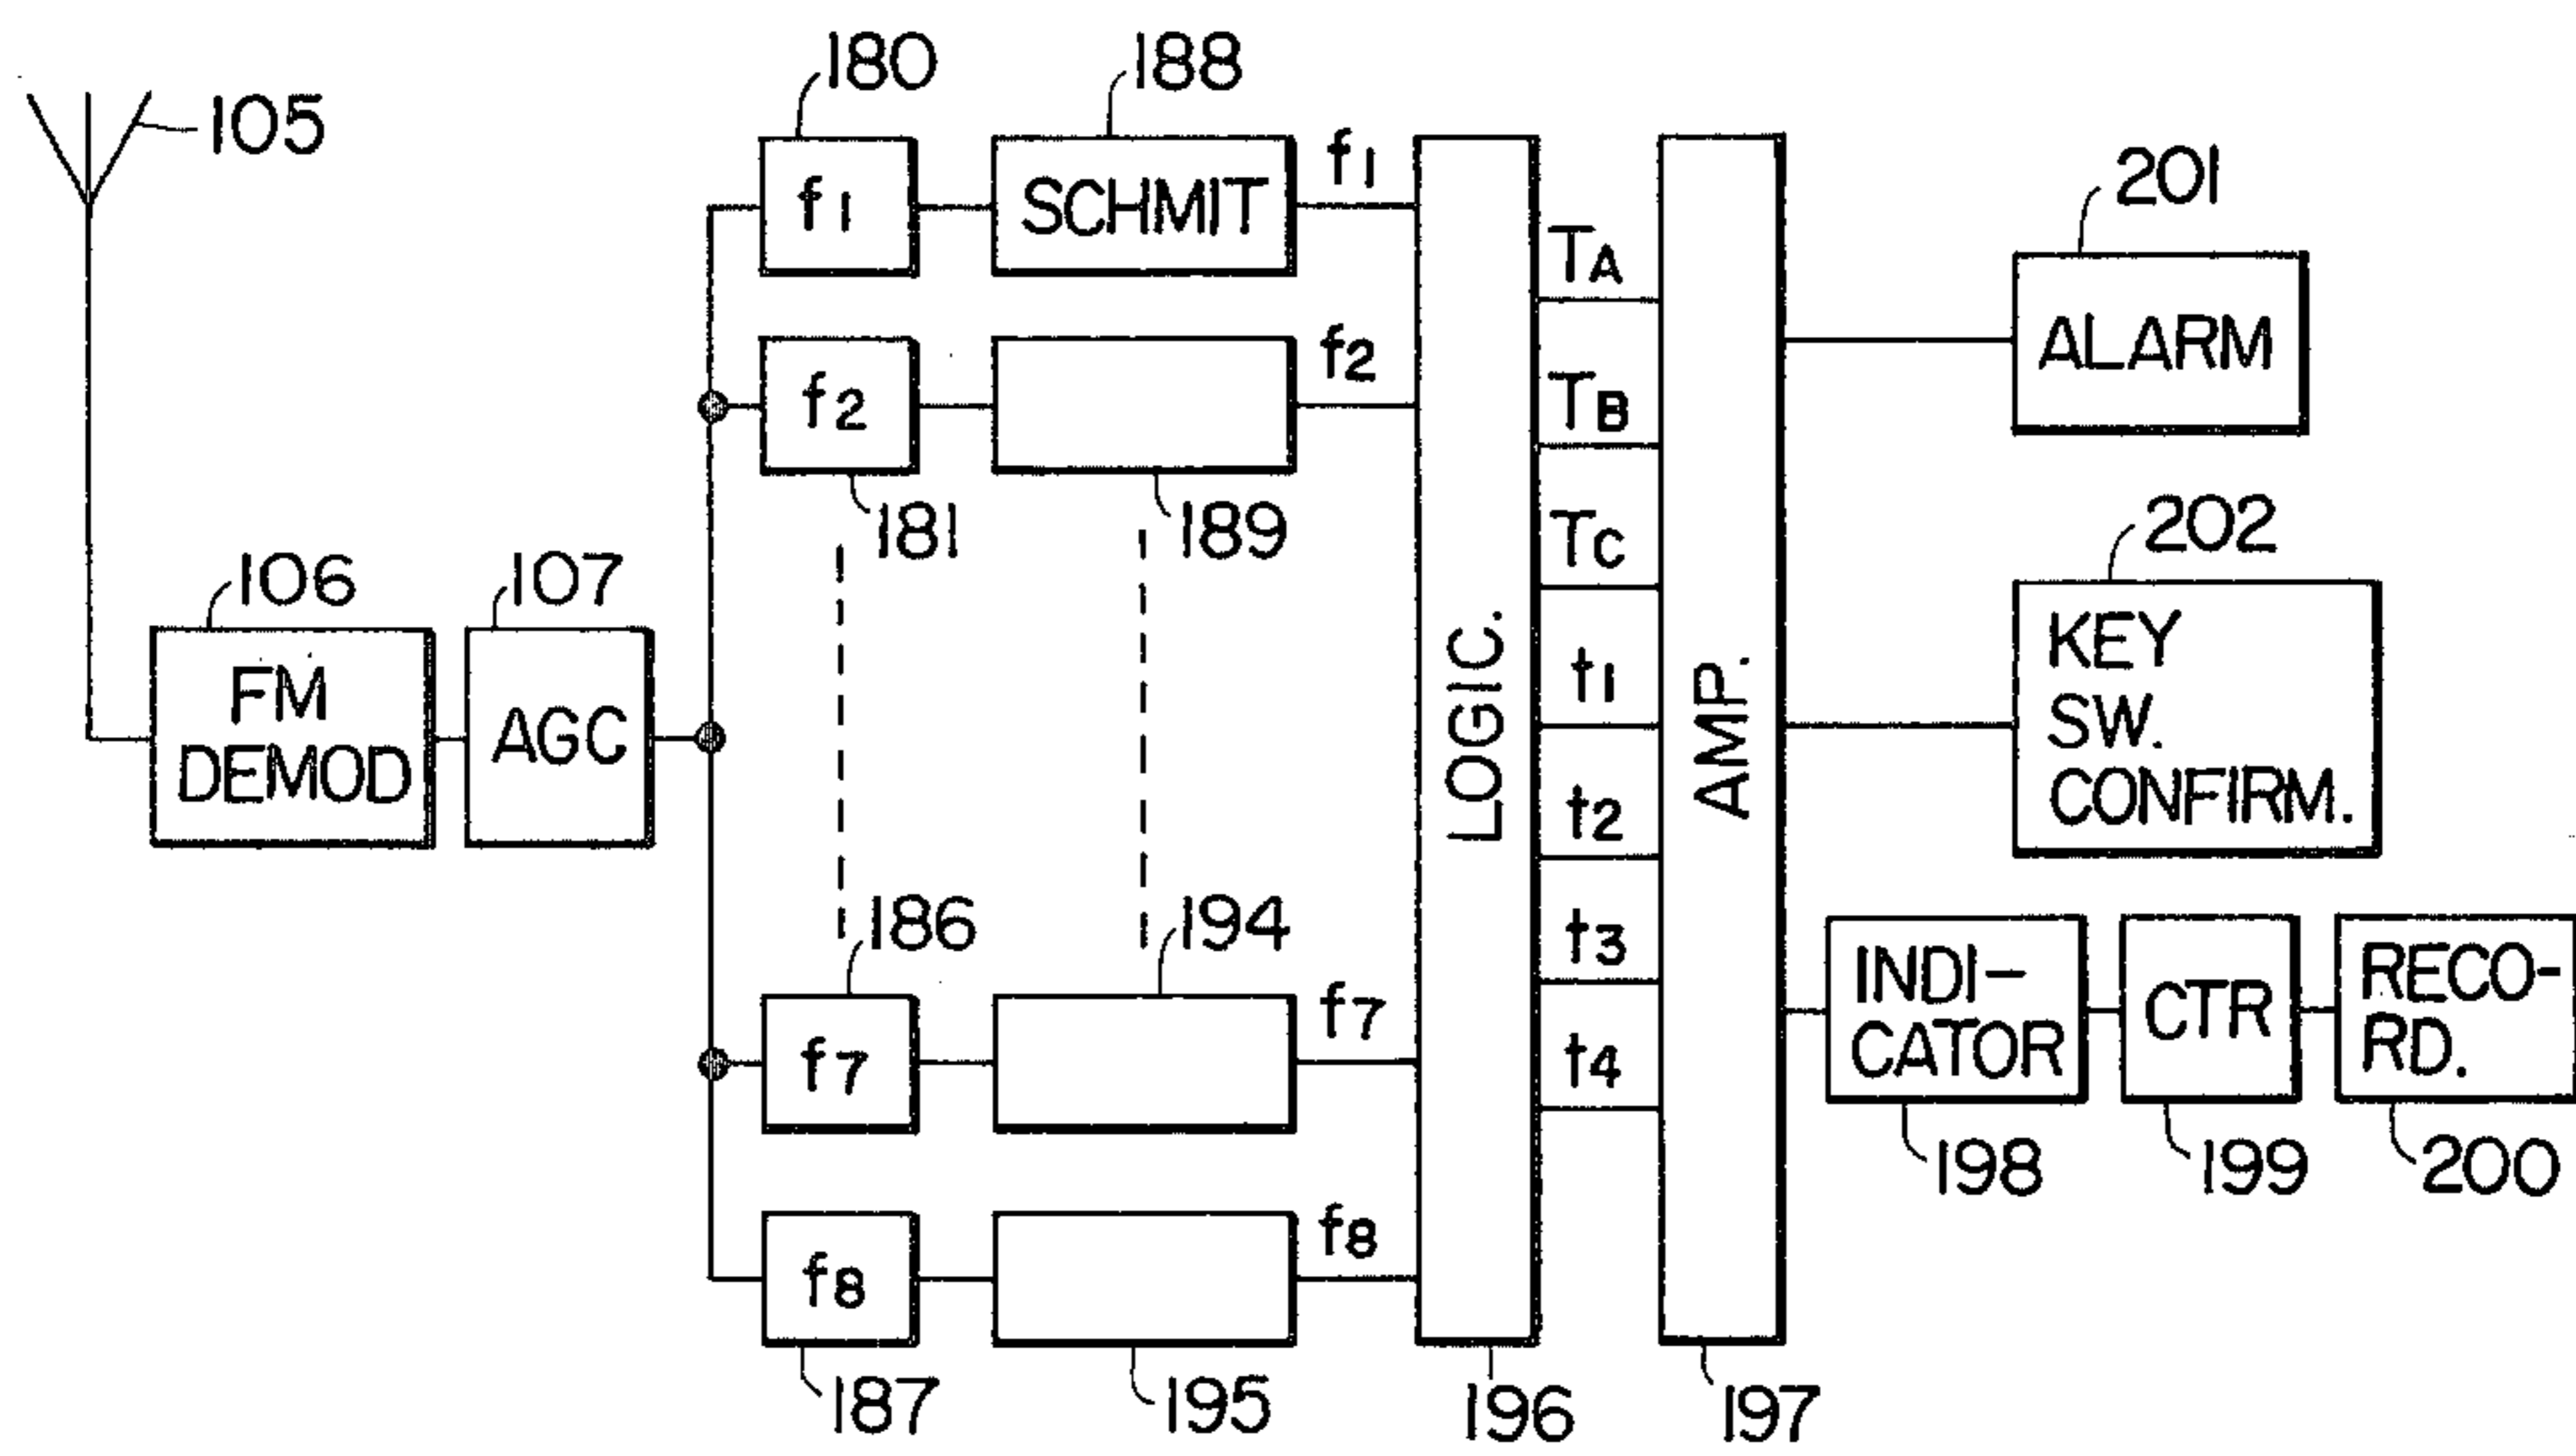 105
106
FM
DEMOD
107
AGC
180
f1
188
SCHMIT
f1
f2
181
189
f2
186
f7
194
f7
f8
187
195
f8
LOGIC.
196
TA
TB
TC
t1
t2
t3
t4
AMP.
197
201
ALARM
202
KEY
SW.
CONFIRM.
INDI-
CATOR
198
CTR
199
RECO-
RD.
200